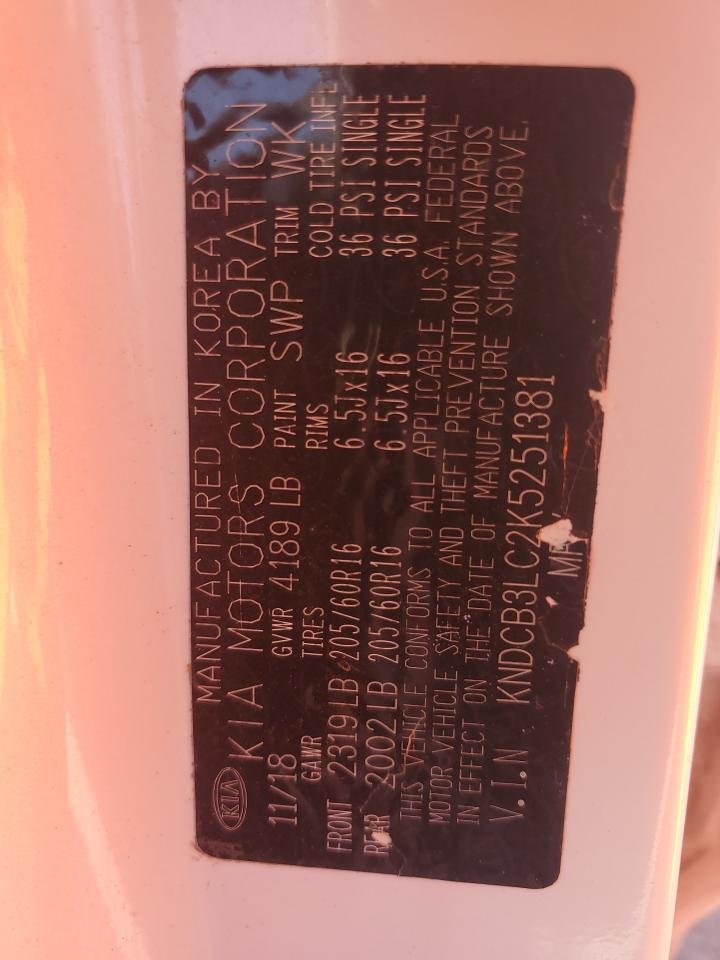 MANUFACTURED IN KOREA BY
KIA KIA MOTORS CORPORATION
11/18 GVWR 4189 LB PAINT SWP TRIM WK
GAWR TIRES RIMS COLD TIRE INFL
FRONT 2319 LB 205/60R16 6.5Jx16 36 PSI SINGLE
REAR 2002 LB 205/60R16 6.5Jx16 36 PSI SINGLE
THIS VEHICLE CONFORMS TO ALL APPLICABLE U.S.A. FEDERAL
MOTOR VEHICLE SAFETY AND THEFT PREVENTION STANDARDS
IN EFFECT ON THE DATE OF MANUFACTURE SHOWN ABOVE.
V.I.N KNDCB3LC2K5251381